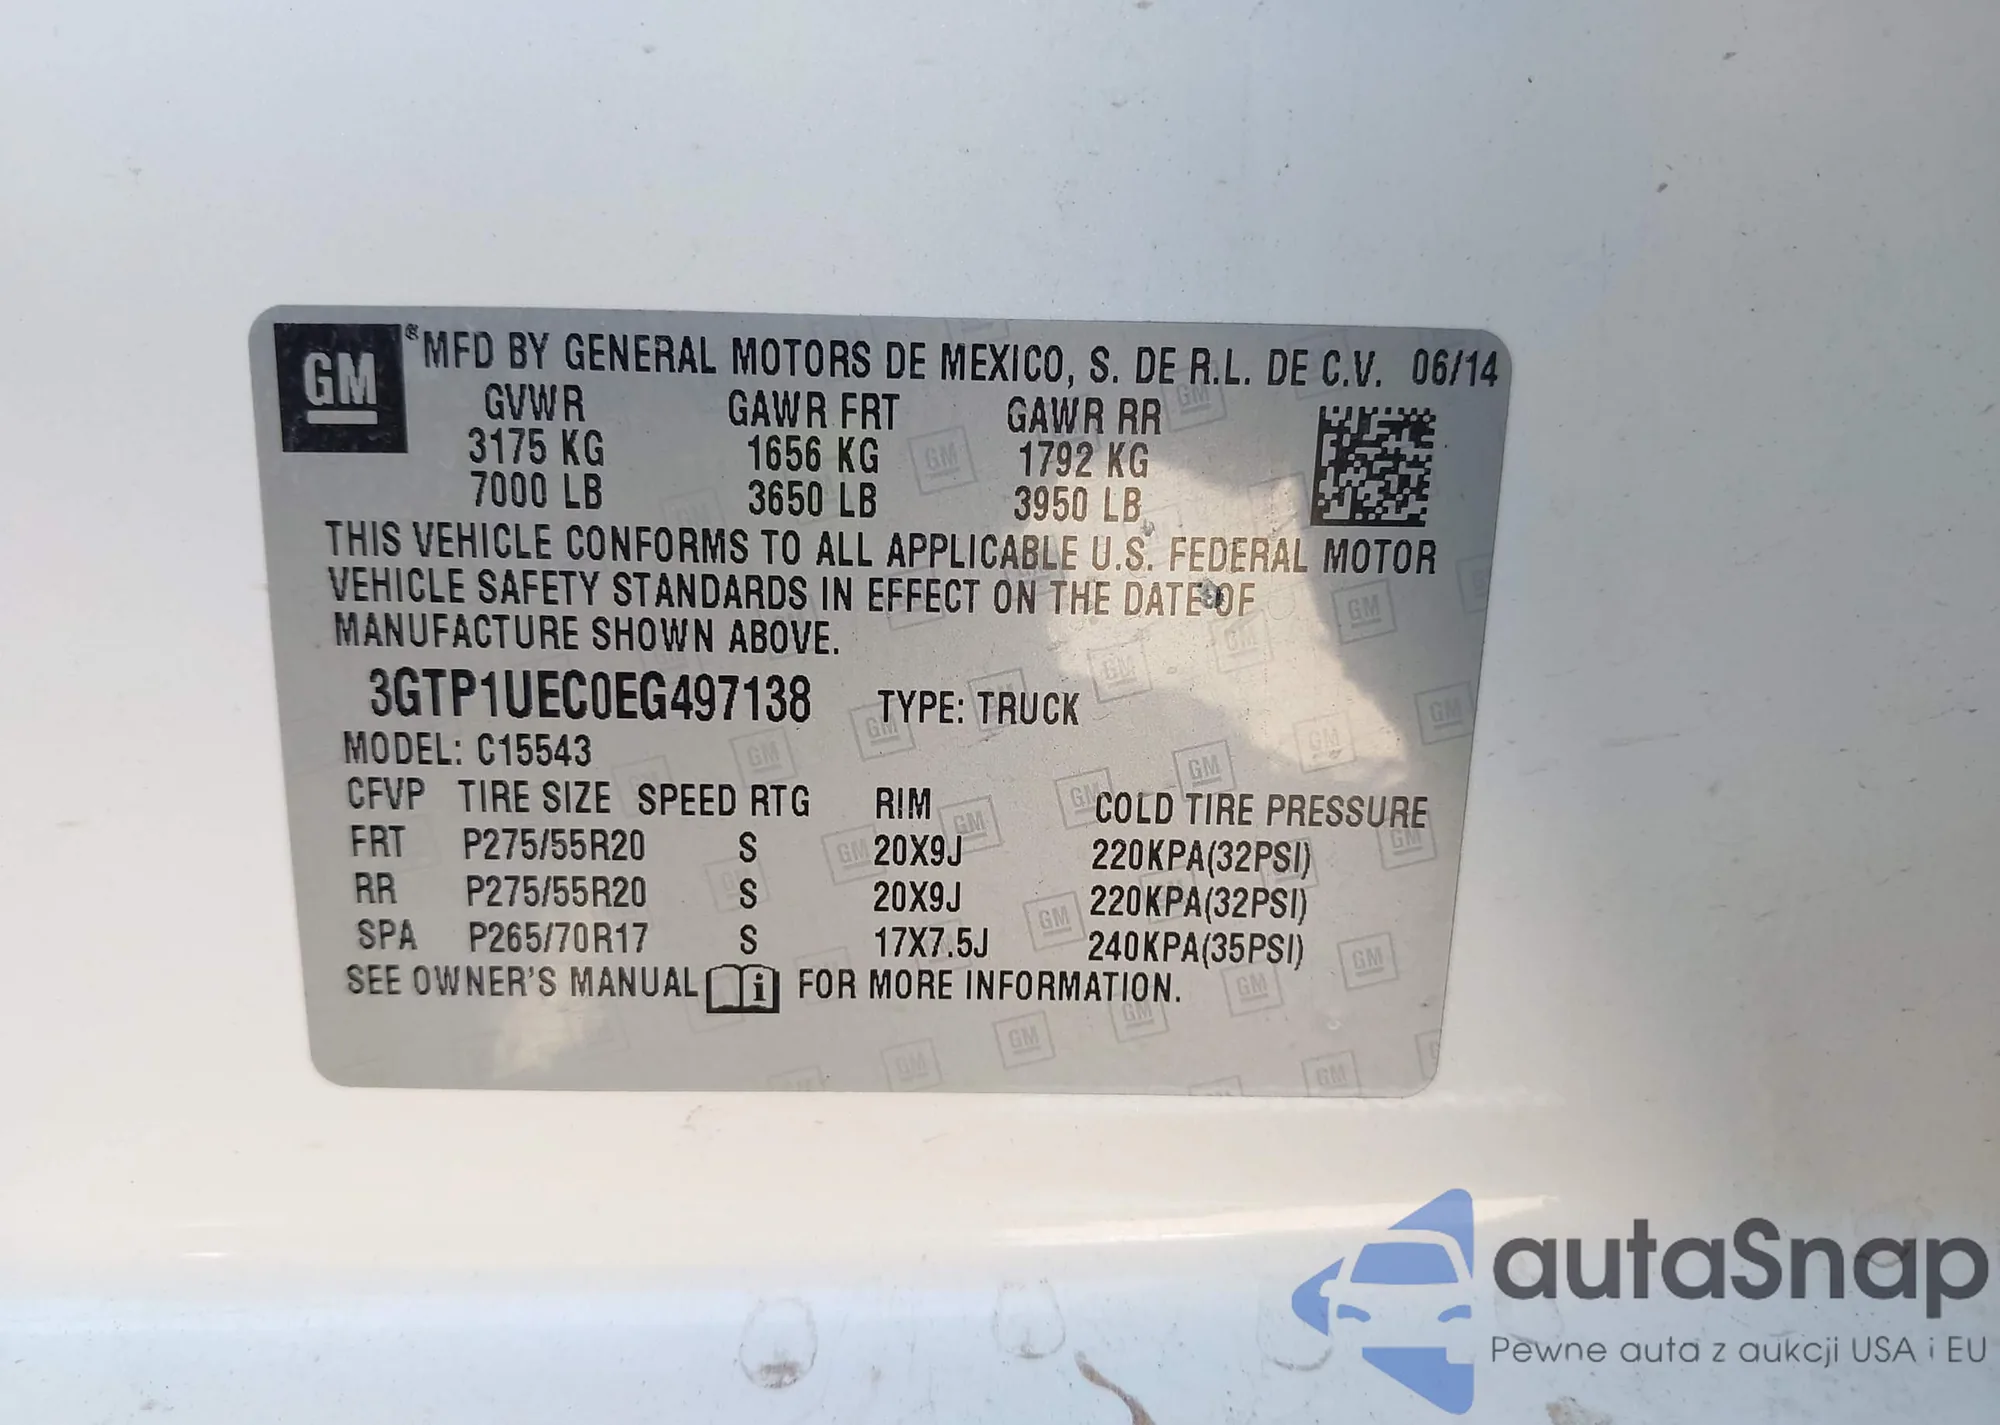 GM ® MFD BY GENERAL MOTORS DE MEXICO, S. DE R.L. DE C.V. 06/14
GVWR GAWR FRT GAWR RR
3175 KG 1656 KG 1792 KG
7000 LB 3650 LB 3950 LB
THIS VEHICLE CONFORMS TO ALL APPLICABLE U.S. FEDERAL MOTOR
VEHICLE SAFETY STANDARDS IN EFFECT ON THE DATE OF
MANUFACTURE SHOWN ABOVE.
3GTP1UEC0EG497138 TYPE: TRUCK
MODEL: C15543
CFVP TIRE SIZE SPEED RTG RIM COLD TIRE PRESSURE
FRT P275/55R20 S 20X9J 220KPA(32PSI)
RR P275/55R20 S 20X9J 220KPA(32PSI)
SPA P265/70R17 S 17X7.5J 240KPA(35PSI)
SEE OWNER'S MANUAL i FOR MORE INFORMATION.
autaSnap
Pewne auta z aukcji USA i EU